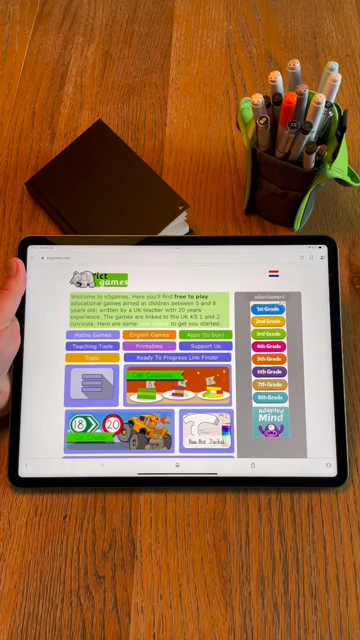 ictgames.com
ict
games
Welcome to ictgames. Here you'll find free to play
educational games aimed at children between 5 and 8
years old; written by a UK teacher with 20 years
experience. The games are linked to the UK KS 1 and 2
curricula. Here are some to get you started:
Maths Games
English Games
Apps (to buy)
Teaching Tools
Printables
Support Us
Topic
Ready To Progress Link Finder
18
20
Bee-Bot Jacket
advertisement
1st Grade
2nd Grade
3rd Grade
4th Grade
5th Grade
6th Grade
7th Grade
8th Grade
Adapted
Mind